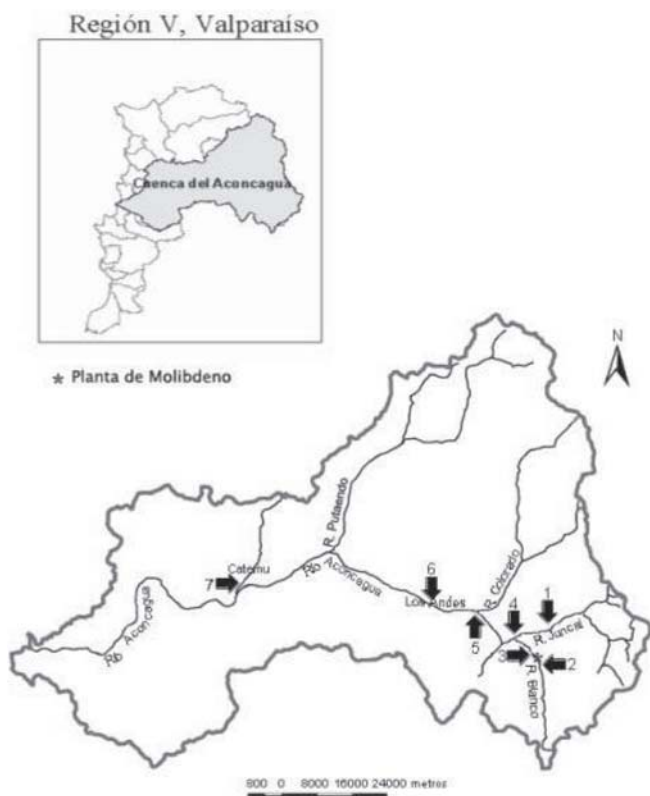 Región V, Valparaíso
Cuenca del Aconcagua
* Planta de Molibdeno
N
R. Putaendo
Catemu
7
Río Aconcagua
6
Los Andes
R. Colorado
1
4
R. Juncal
5
3
2
R. Blanco
Río Aconcagua
800 0 8000 16000 24000 metros